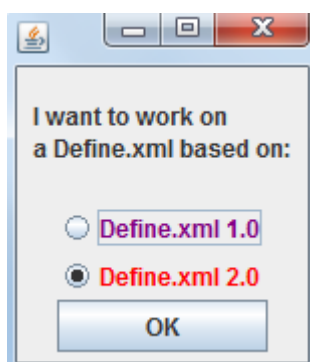 I want to work on
a Define.xml based on:
Define.xml 1.0
Define.xml 2.0
OK